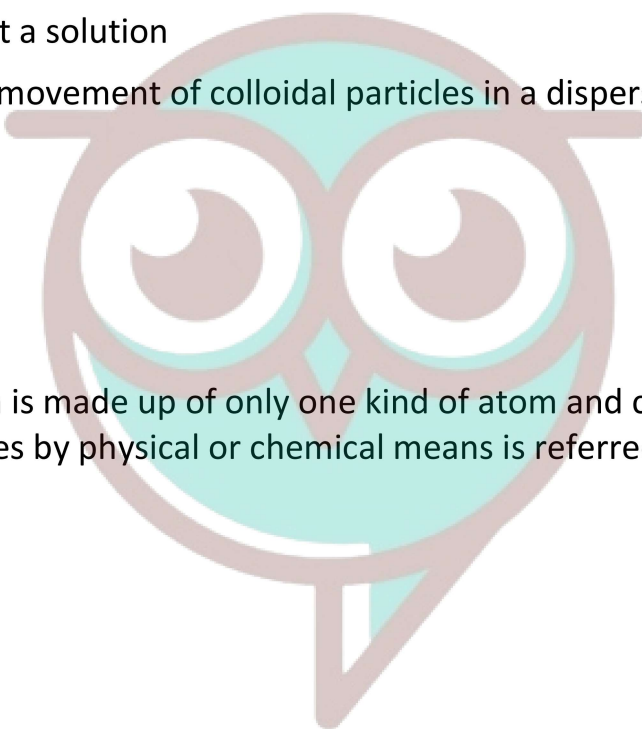 t a solution
movement of colloidal particles in a dispers
is made up of only one kind of atom and c
es by physical or chemical means is referre